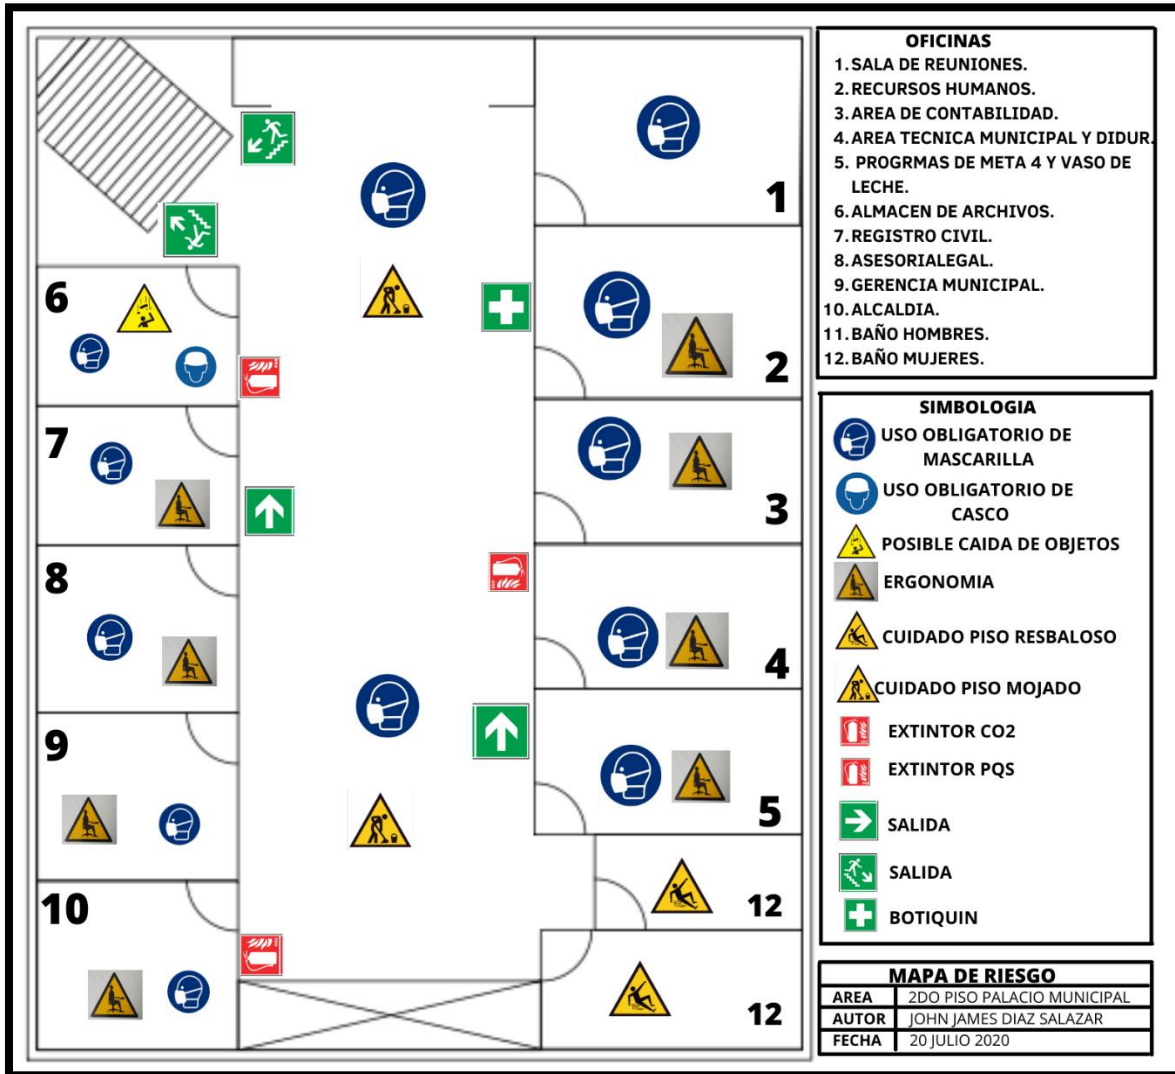 OFICINAS
1. SALA DE REUNIONES.
2. RECURSOS HUMANOS.
3. AREA DE CONTABILIDAD.
4. AREA TECNICA MUNICIPAL Y DIDUR.
5. PROGRMAS DE META 4 Y VASO DE
LECHE.
6. ALMACEN DE ARCHIVOS.
7. REGISTRO CIVIL.
8. ASESORIALEGAL.
9. GERENCIA MUNICIPAL.
10. ALCALDIA.
11. BAÑO HOMBRES.
12. BAÑO MUJERES.
1
6
2
7
3
8
4
9
5
10
12
12
SIMBOLOGIA
USO OBLIGATORIO DE
MASCARILLA
USO OBLIGATORIO DE
CASCO
POSIBLE CAIDA DE OBJETOS
ERGONOMIA
CUIDADO PISO RESBALOSO
CUIDADO PISO MOJADO
EXTINTOR CO2
EXTINTOR PQS
SALIDA
SALIDA
BOTIQUIN
MAPA DE RIESGO
AREA 2DO PISO PALACIO MUNICIPAL
AUTOR JOHN JAMES DIAZ SALAZAR
FECHA 20 JULIO 2020